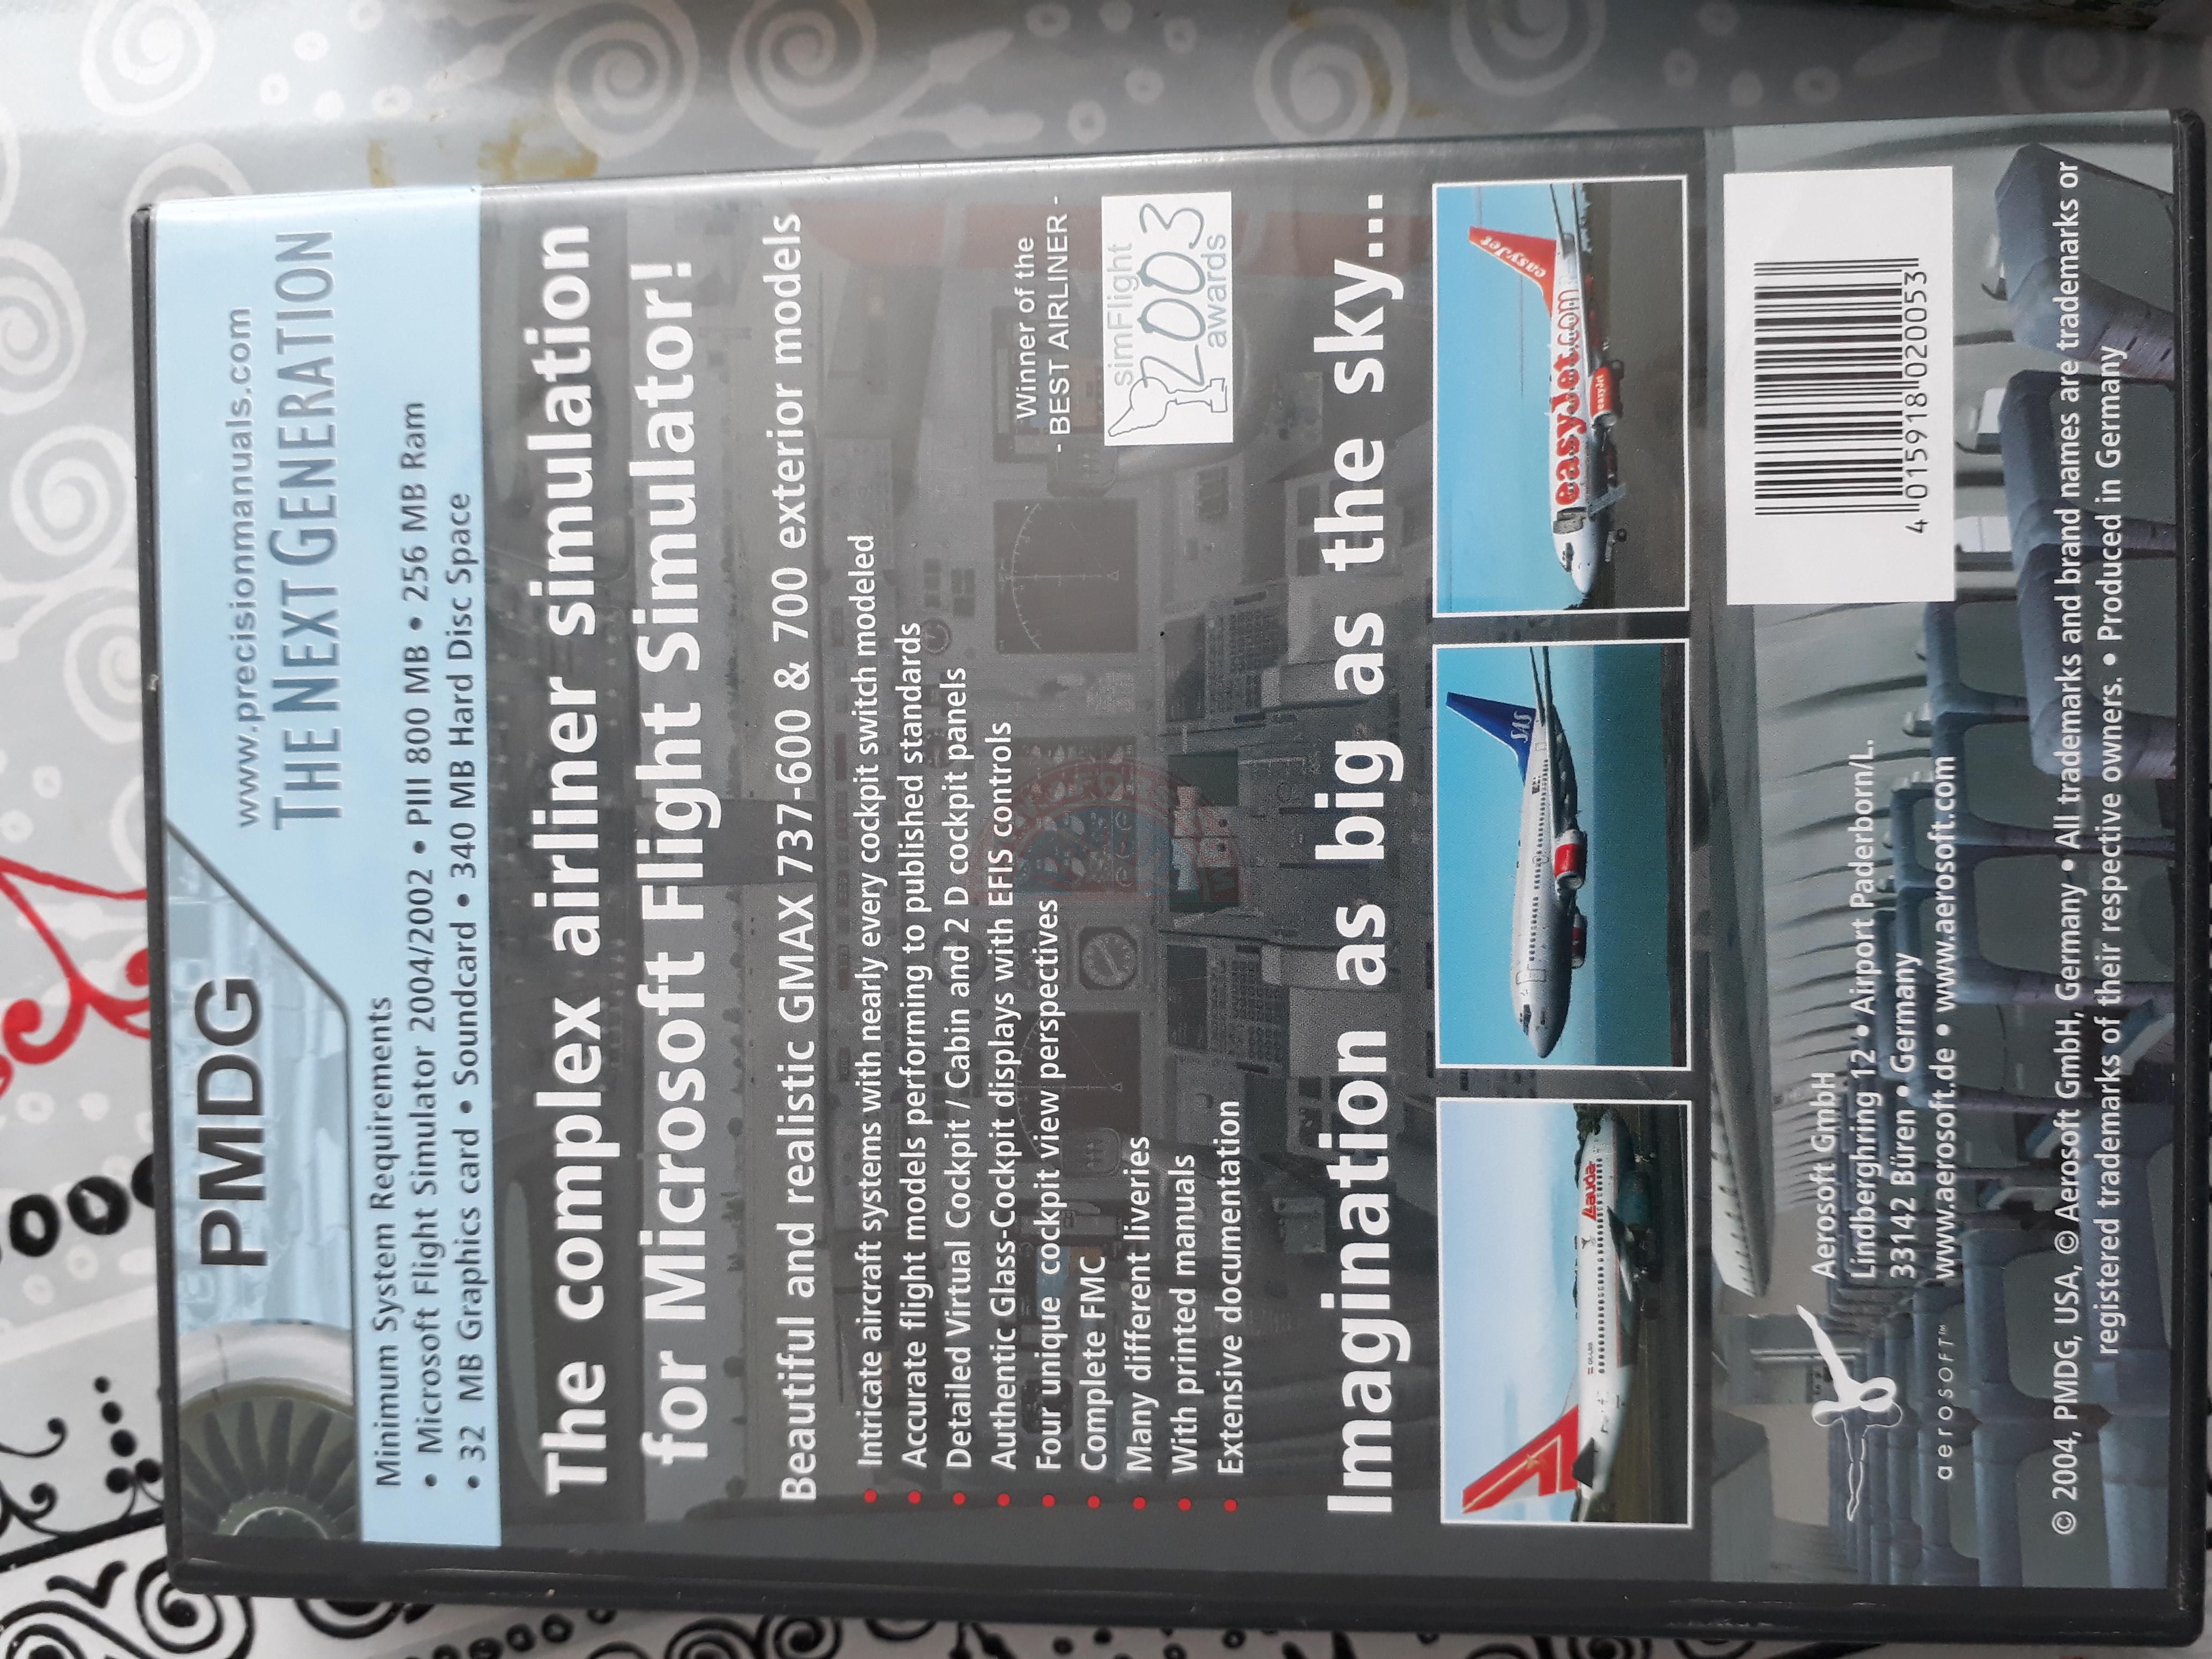 PMDG
www.precisionmanuals.com
THE NEXT GENERATION
Minimum System Requirements
• Microsoft Flight Simulator 2004/2002 • PIII 800 MB • 256 MB Ram
• 32 MB Graphics card • Soundcard • 340 MB Hard Disc Space
The complex airliner simulation
for Microsoft Flight Simulator!
Beautiful and realistic GMAX 737-600 & 700 exterior models
• Intricate aircraft systems with nearly every cockpit switch modeled
• Accurate flight models performing to published standards
• Detailed Virtual Cockpit / Cabin and 2 D cockpit panels
• Authentic Glass-Cockpit displays with EFIS controls
• Four unique cockpit view perspectives
• Complete FMC
• Many different liveries
• With printed manuals
• Extensive documentation
Winner of the
- BEST AIRLINER -
simFlight
2003
awards
Imagination as big as the sky...
Lauda
SAS
easyJet
easyJet.com
easyJet
Aerosoft GmbH
Lindberghring 12 • Airport Paderborn/L.
33142 Büren • Germany
www.aerosoft.de • www.aerosoft.com
aerosoft™
4 015918 020053
© 2004, PMDG, USA, © Aerosoft GmbH, Germany • All trademarks and brand names are trademarks or
registered trademarks of their respective owners. • Produced in Germany